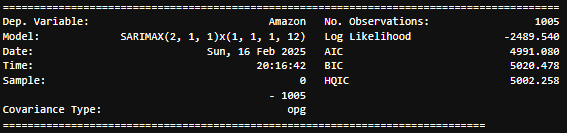 ==========================================================================================
Dep. Variable: Amazon No. Observations: 1005
Model: SARIMAX(2, 1, 1)x(1, 1, 1, 12) Log Likelihood -2489.540
Date: Sun, 16 Feb 2025 AIC 4991.080
Time: 20:16:42 BIC 5020.478
Sample: 0 HQIC 5002.258
- 1005
Covariance Type: opg
==============================================================================